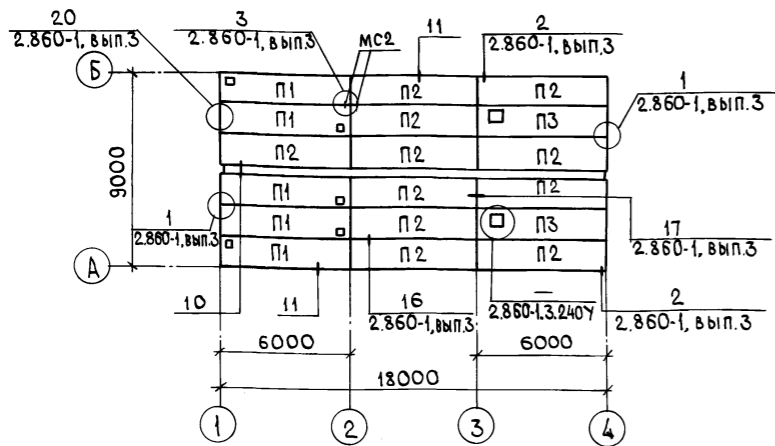 20
2.860-1, вып.3
3
2.860-1, вып.3
МС2
11
2
2.860-1, вып.3
Б
П1 П2 П2
1
2.860-1, вып.3
П1 П2 П3
П2 П2 П2
9000
П1 П2 П2
1
2.860-1, вып.3
П1 П2 П3
17
2.860-1, вып.3
П1 П2 П2
А
10
11
16
2.860-1, вып.3
—
2.860-1.3.240У
2
2.860-1, вып.3
6000
6000
18000
1
2
3
4